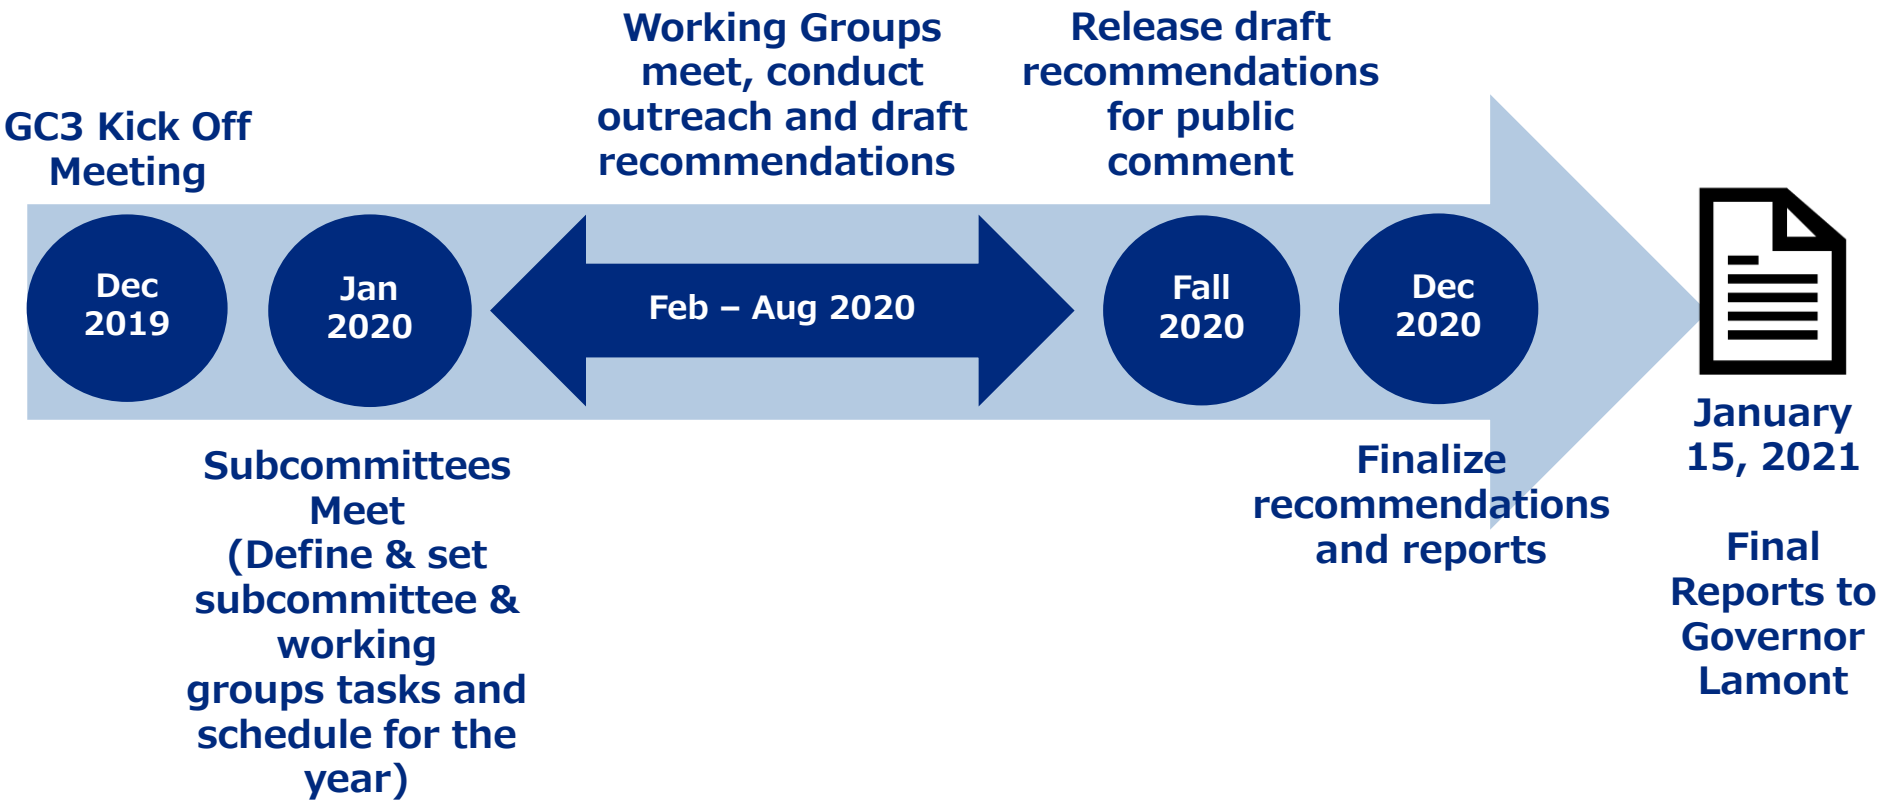 GC3 Kick Off
Meeting
Dec
2019
Jan
2020
Subcommittees
Meet
(Define & set
subcommittee &
working
groups tasks and
schedule for the
year)
Working Groups
meet, conduct
outreach and draft
recommendations
Feb – Aug 2020
Release draft
recommendations
for public
comment
Fall
2020
Dec
2020
Finalize
recommendations
and reports
January
15, 2021
Final
Reports to
Governor
Lamont